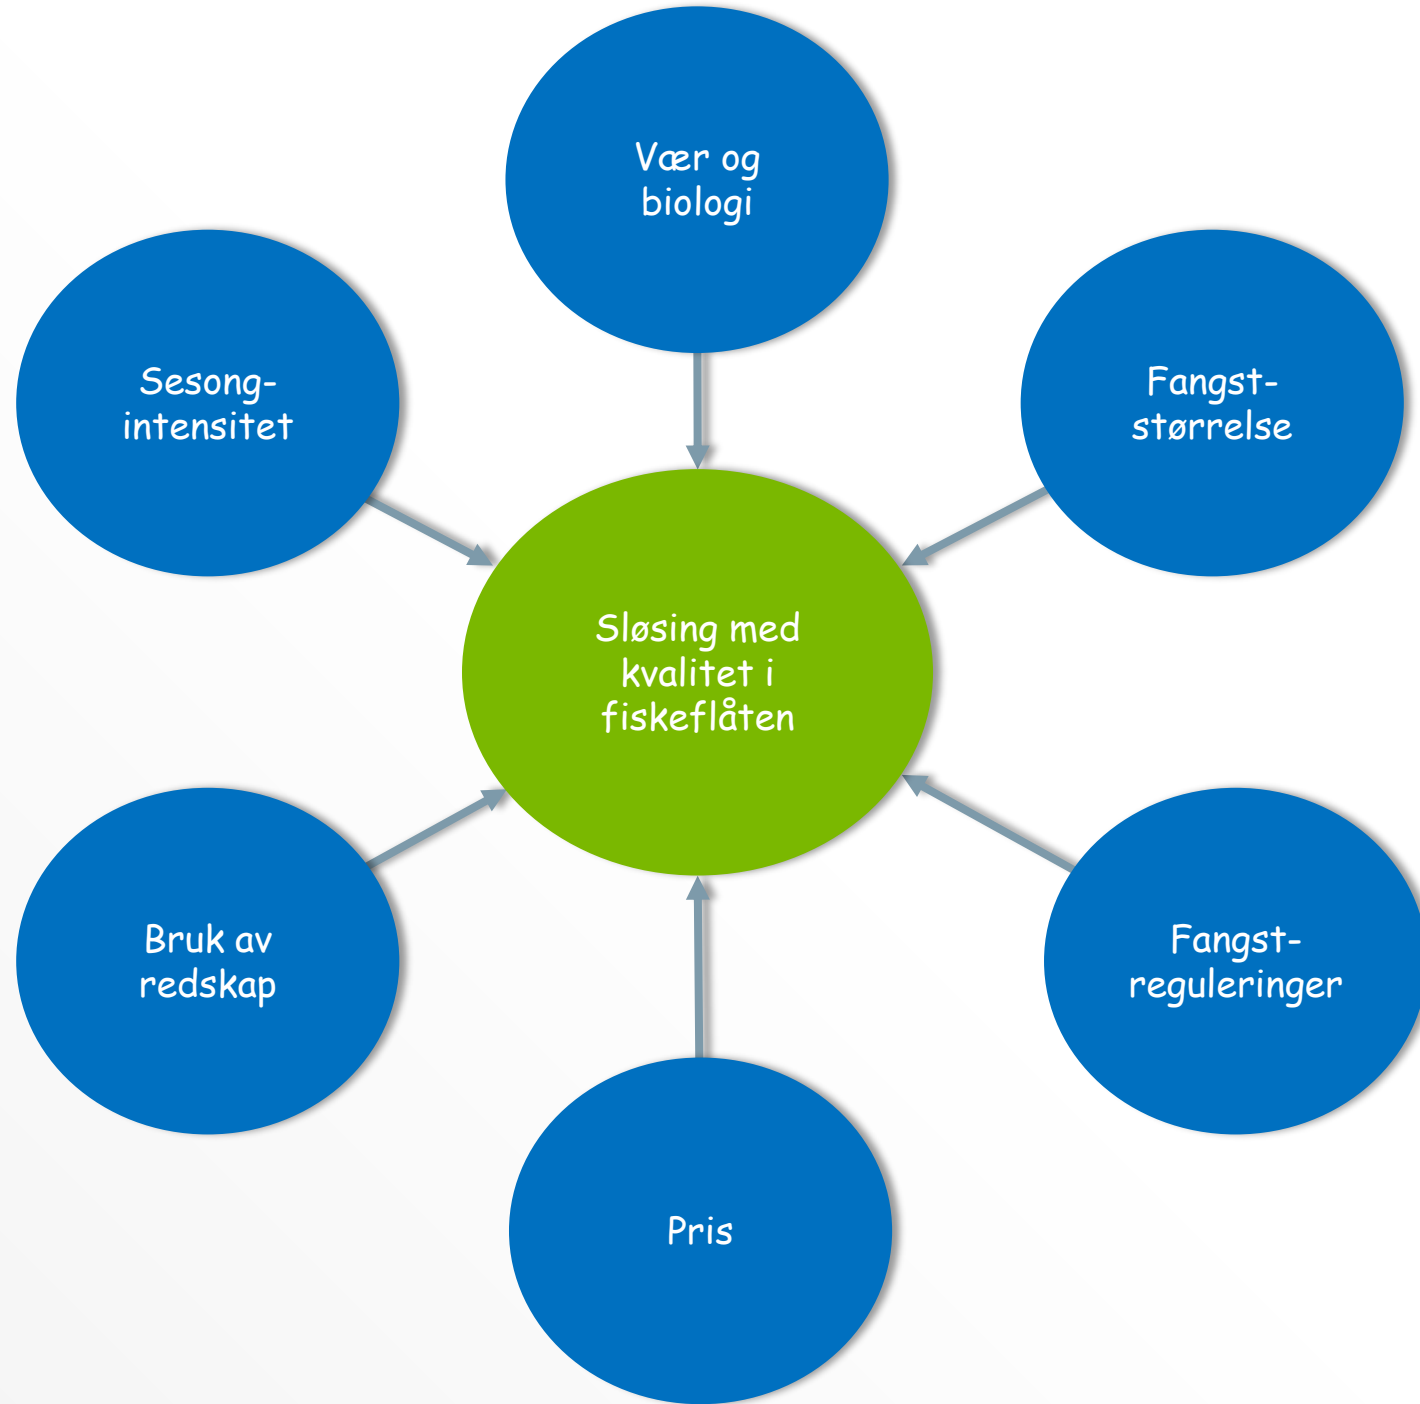 Vær og
biologi
Sesong-
intensitet
Fangst-
størrelse
Sløsing med
kvalitet i
fiskeflåten
Bruk av
redskap
Fangst-
reguleringer
Pris